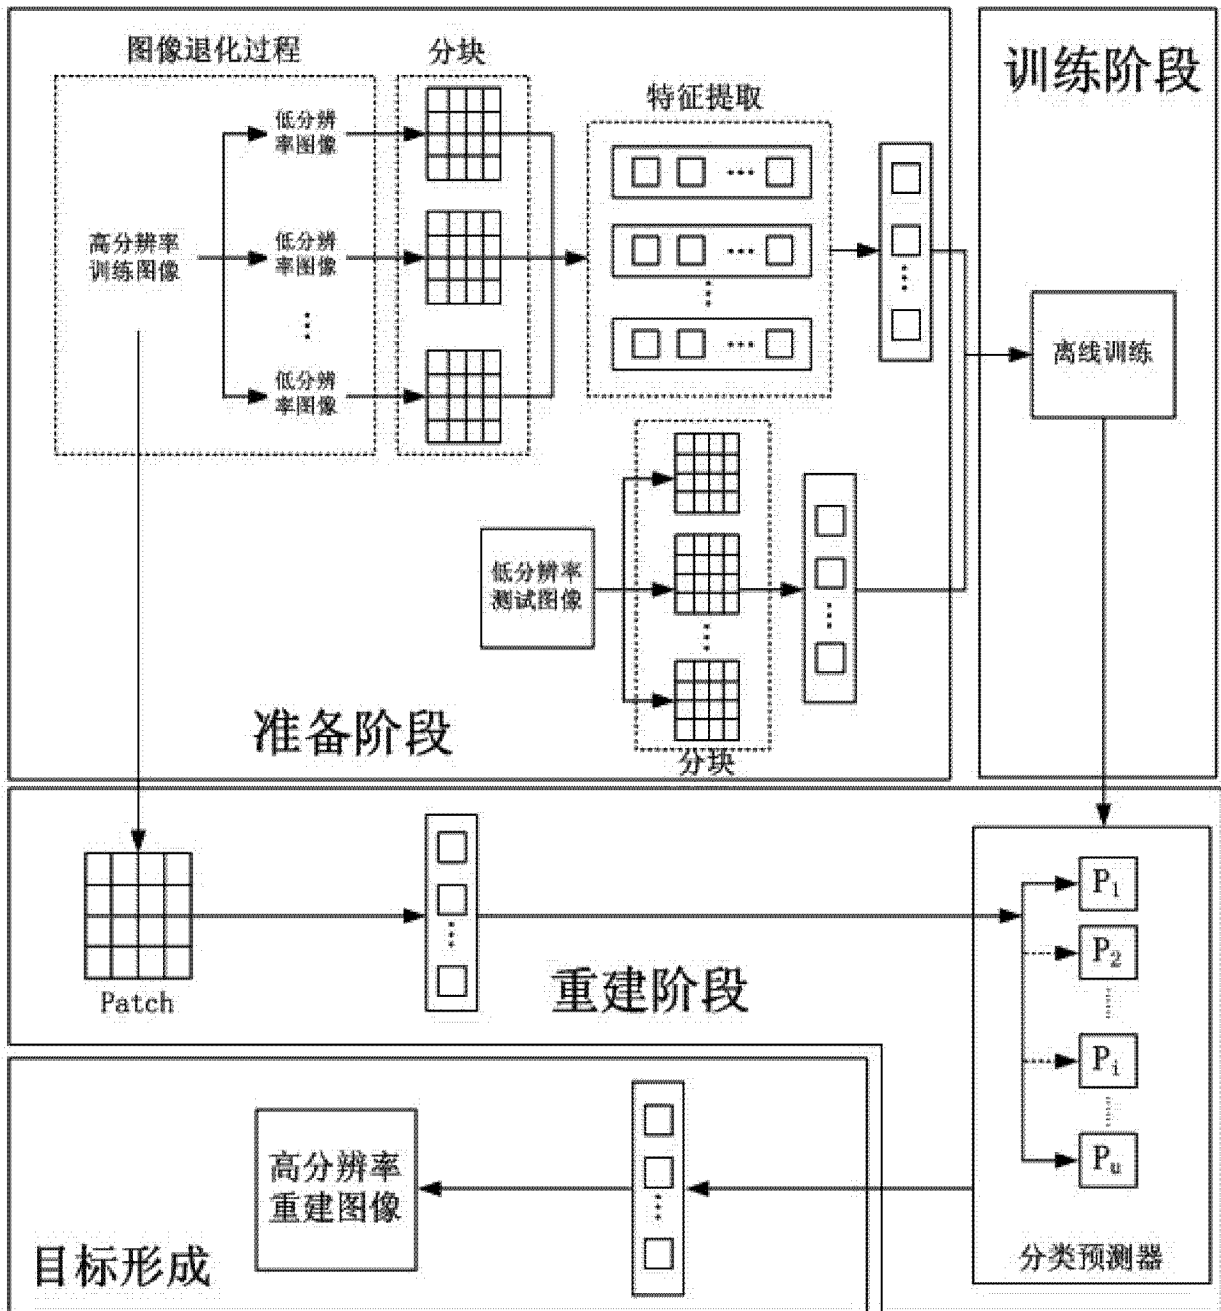 图像退化过程
分块
特征提取
训练阶段
低分辨
率图像
高分辨率
训练图像
低分辨
率图像
低分辨
率图像
离线训练
低分辨率
测试图像
准备阶段
分块
Patch
重建阶段
P1
P2
Pi
Pu
分类预测器
高分辨率
重建图像
目标形成